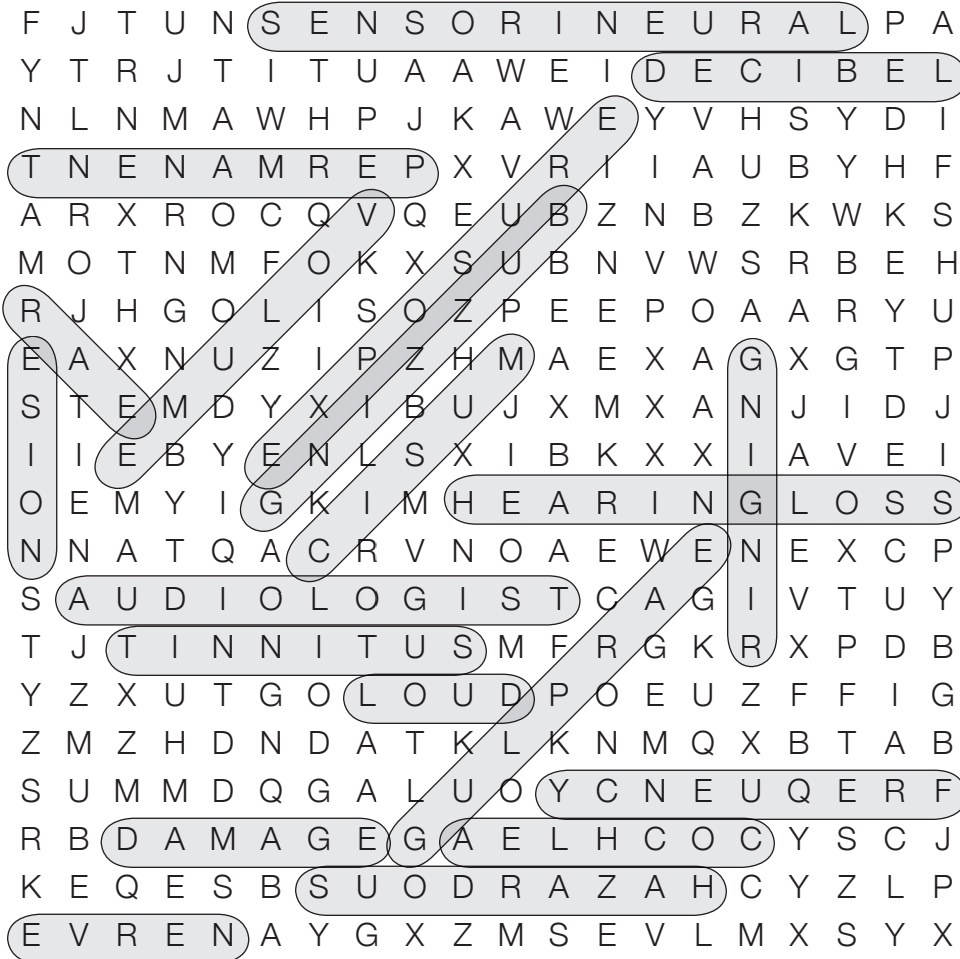 F J T U N S E N S O R I N E U R A L P A
Y T R J T I T U A A W E I D E C I B E L
N L N M A W H P J K A W E Y V H S Y D I
T N E N A M R E P X V R I I A U B Y H F
A R X R O C Q V Q E U B Z N B Z K W K S
M O T N M F O K X S U B N V W S R B E H
R J H G O L I S O Z P E E P O A A R Y U
E A X N U Z I P Z H M A E X A G X G T P
S T E M D Y X I B U J X M X A N J I D J
I I E B Y E N L S X I B K X X I A V E I
O E M Y I G K I M H E A R I N G L O S S
N N A T Q A C R V N O A E W E N E X C P
S A U D I O L O G I S T C A G I V T U Y
T J T I N N I T U S M F R G K R X P D B
Y Z X U T G O L O U D P O E U Z F F I G
Z M Z H D N D A T K L K N M Q X B T A B
S U M M D Q G A L U O Y C N E U Q E R F
R B D A M A G E G A E L H C O C Y S C J
K E Q E S B S U O D R A Z A H C Y Z L P
E V R E N A Y G X Z M S E V L M X S Y X